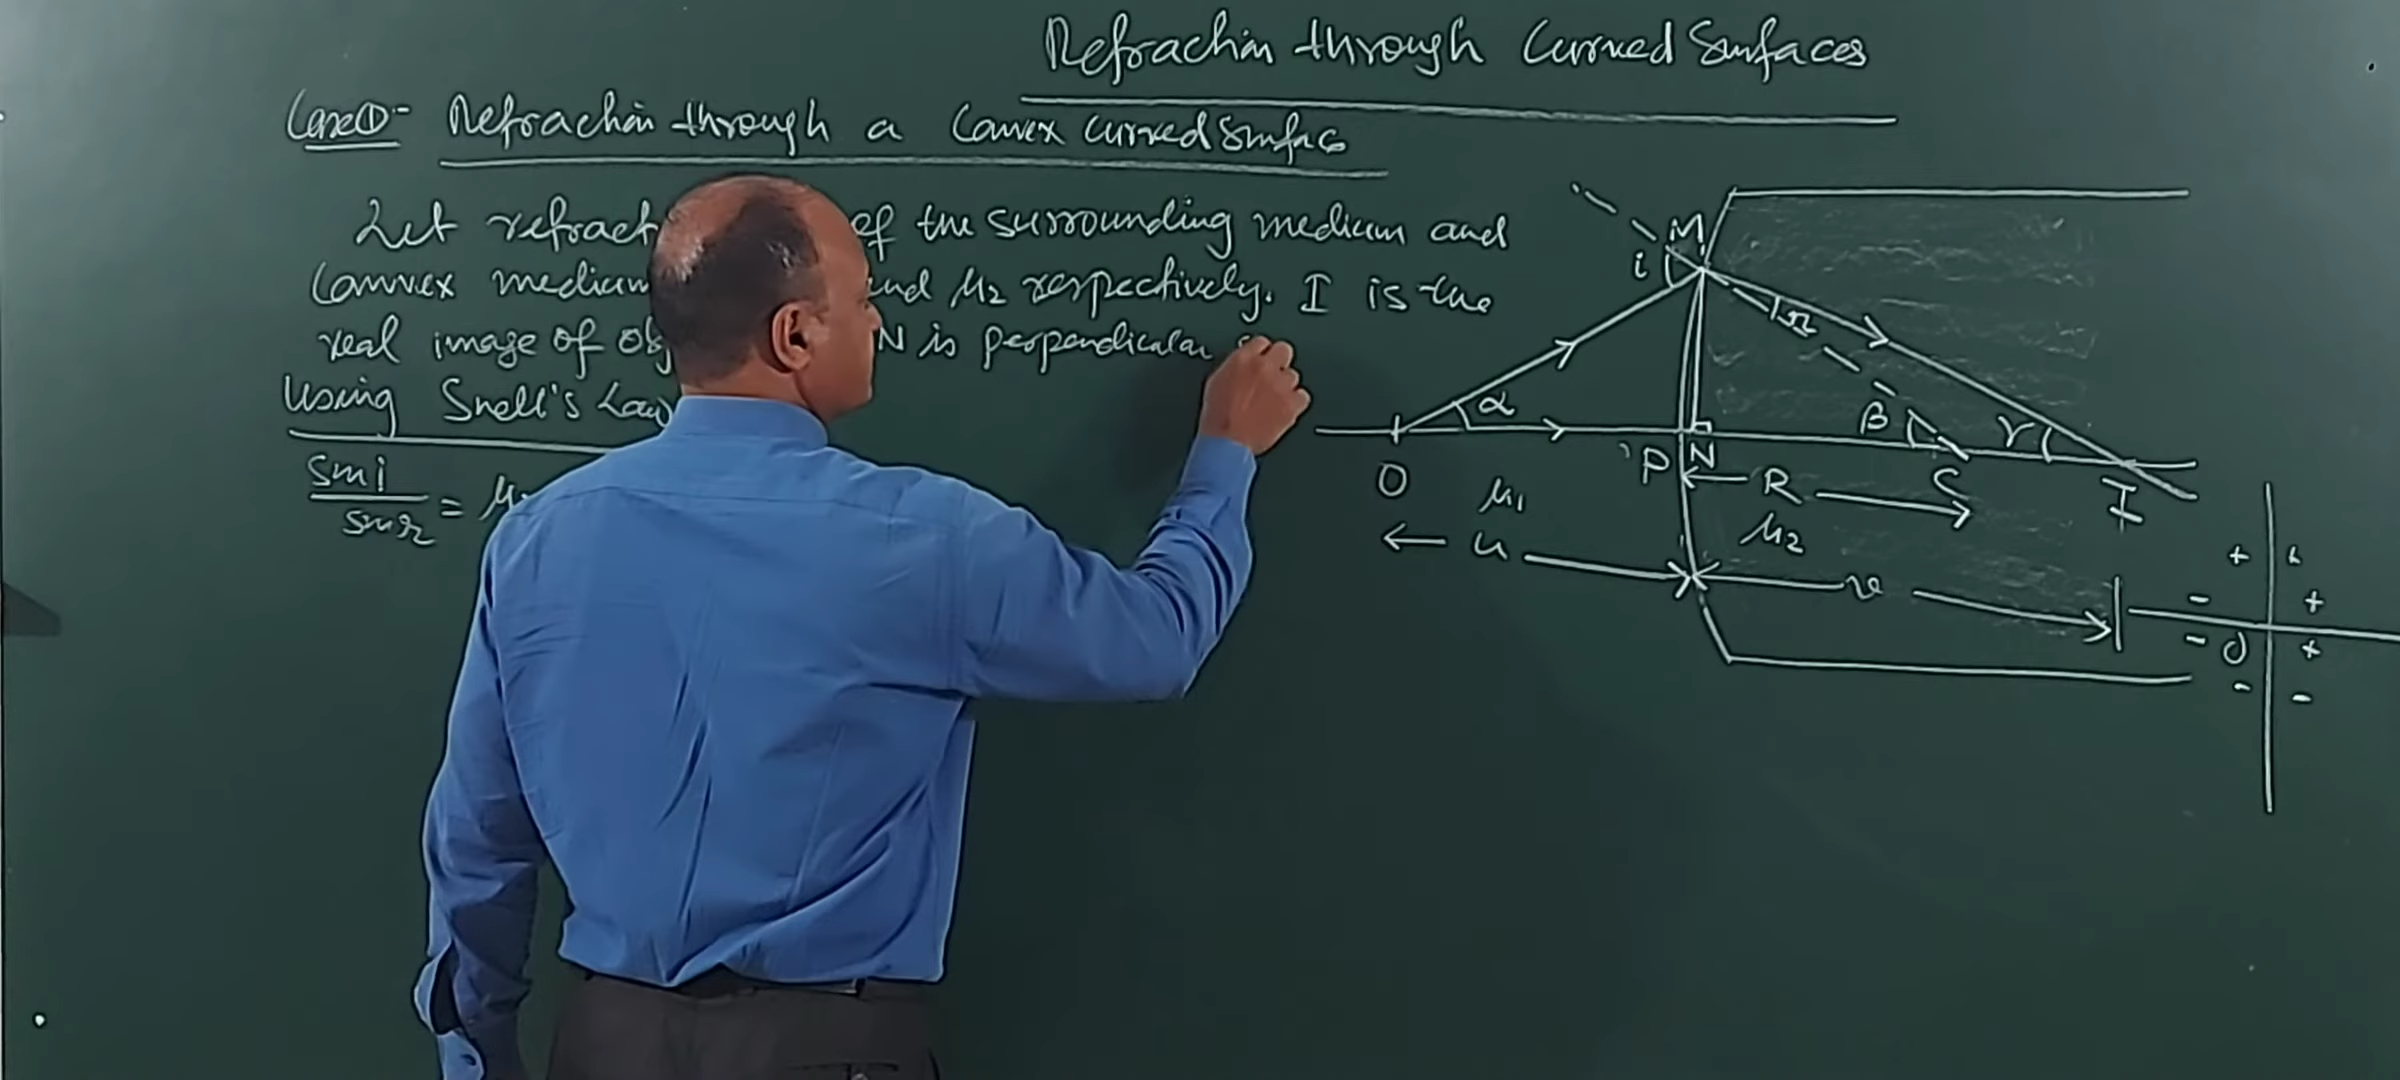 Refraction through Curved Surfaces
Case① :- Refraction through a Convex Curved Surface
Let refract of the surrounding medium and
Convex medium and μ₂ respectively. I is the
real image of obj N is perpendicular
Using Snell's Law
sin i
sin r = μ
M
i
r
α
β
γ
O
P
N
C
I
R
μ₁
μ₂
u
v
+ +
- +
- O +
- -